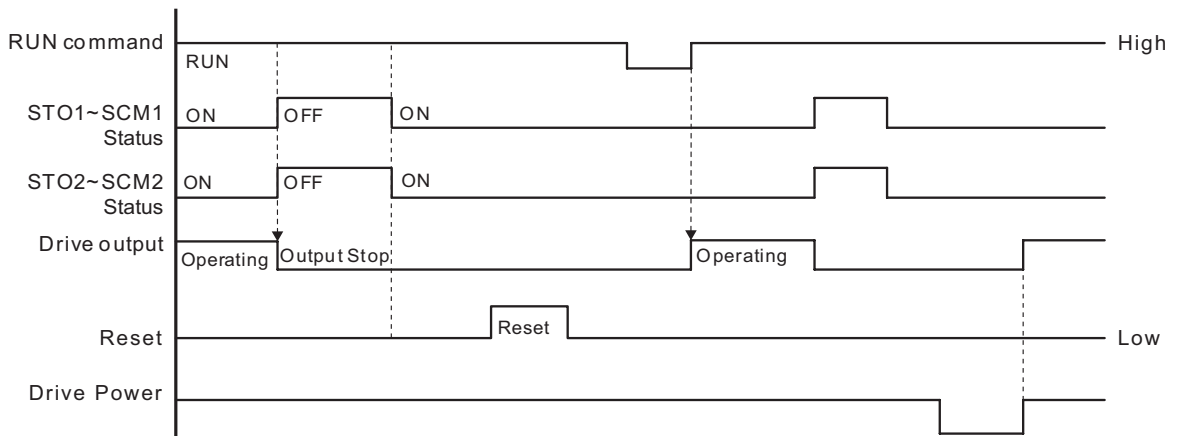 RUN command
RUN
High
STO1~SCM1
Status
ON
OFF
ON
STO2~SCM2
Status
ON
OFF
ON
Drive output
Operating
Output Stop
Operating
Reset
Reset
Low
Drive Power